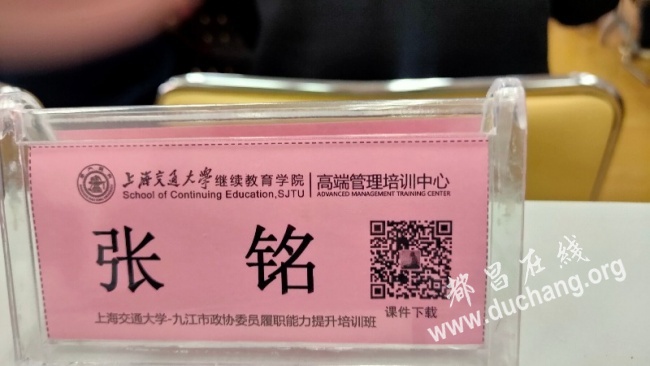 上海交通大学继续教育学院 高端管理培训中心
School of Continuing Education,SJTU ADVANCED MANAGEMENT TRAINING CENTER
张 铭
课件下载
上海交通大学-九江市政协委员履职能力提升培训班
都昌在线
www.duchang.org